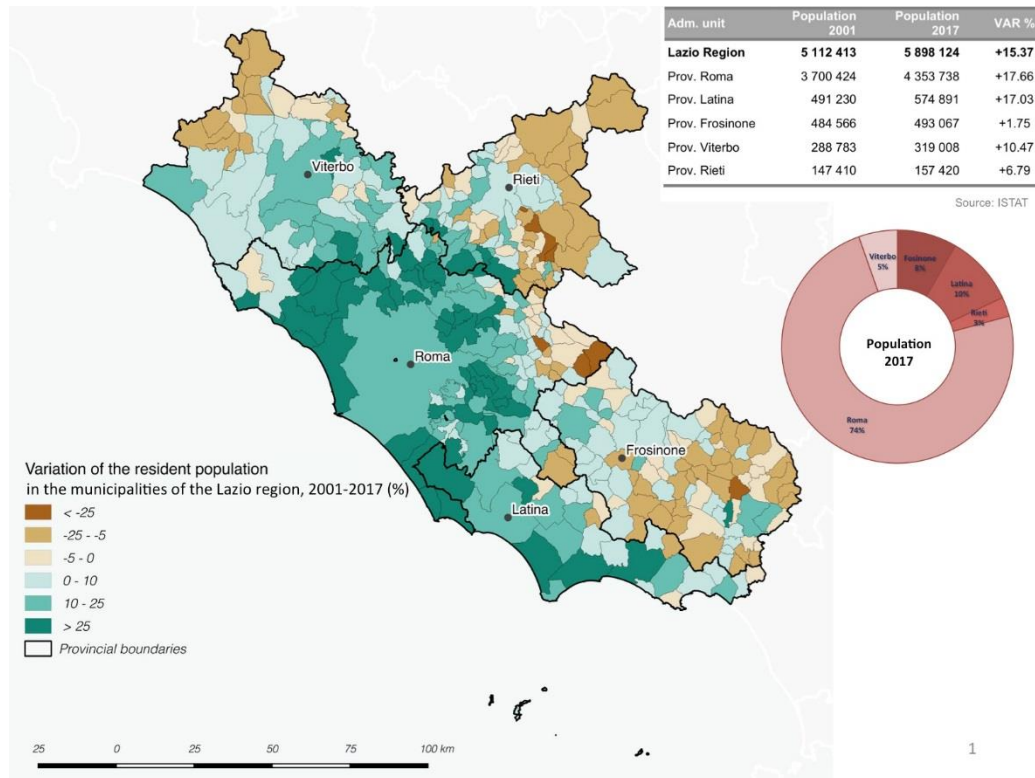 Adm. unit Population 2001 Population 2017 VAR %
Lazio Region 5 112 413 5 898 124 +15.37
Prov. Roma 3 700 424 4 353 738 +17.66
Prov. Latina 491 230 574 891 +17.03
Prov. Frosinone 484 566 493 067 +1.75
Prov. Viterbo 288 783 319 008 +10.47
Prov. Rieti 147 410 157 420 +6.79
Source: ISTAT
Viterbo
Rieti
Roma
Frosinone
Latina
Viterbo
5%
Fosinone
8%
Latina
10%
Rieti
3%
Population
2017
Roma
74%
Variation of the resident population
in the municipalities of the Lazio region, 2001-2017 (%)
< -25
-25 - -5
-5 - 0
0 - 10
10 - 25
> 25
Provincial boundaries
25 0 25 50 75 100 km
1